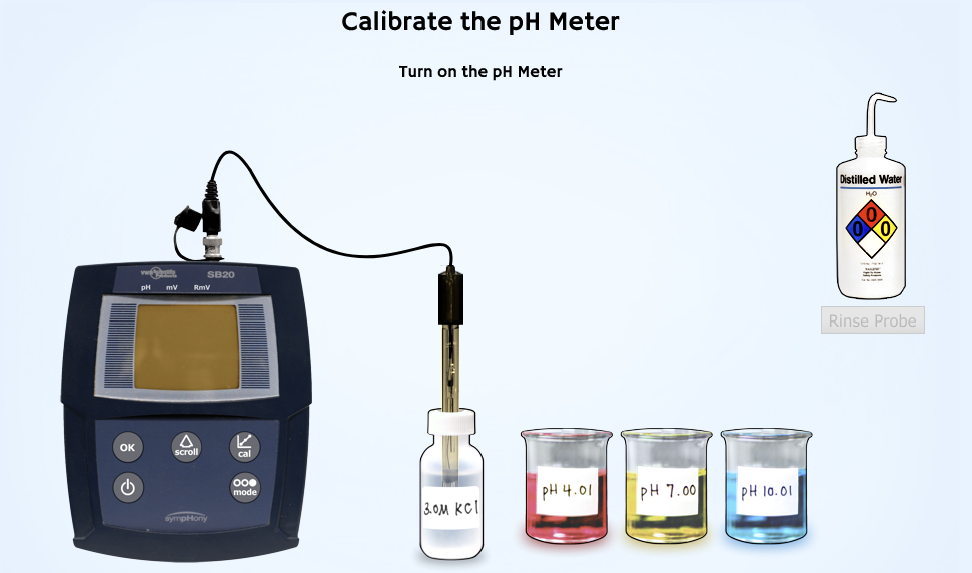 Calibrate the pH Meter
Turn on the pH Meter
Distilled Water
H₂O
0
0 0
SB20
pH mV RmV
Rinse Probe
OK
scroll
cal
mode
sympHony
3.0M KCl
pH 4.01
pH 7.00
pH 10.01